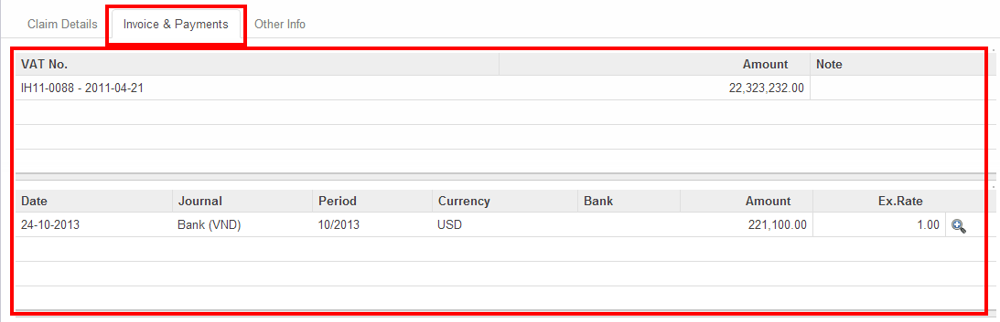 Claim Details Invoice & Payments Other Info
VAT No. Amount Note
IH11-0088 - 2011-04-21 22,323,232.00
Date Journal Period Currency Bank Amount Ex.Rate
24-10-2013 Bank (VND) 10/2013 USD 221,100.00 1.00